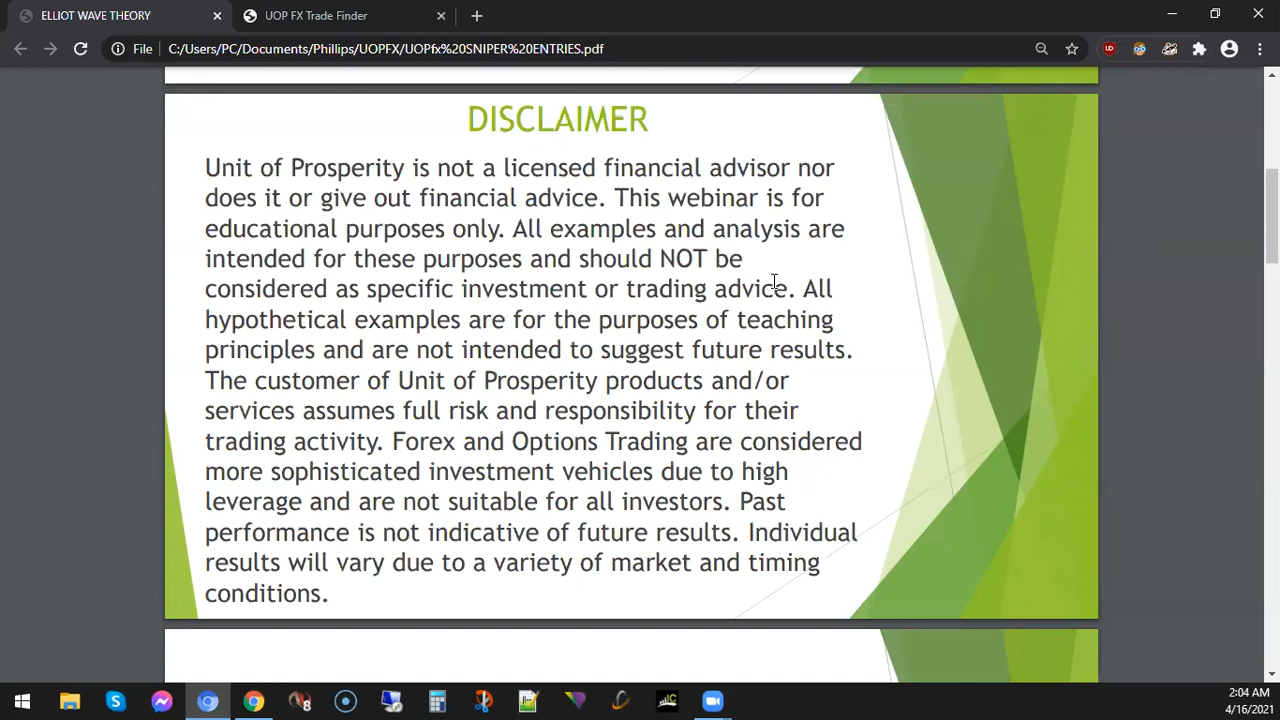 ELLIOT WAVE THEORY
UOP FX Trade Finder
File
C:/Users/PC/Documents/Phillips/UOPFX/UOPfx%20SNIPER%20ENTRIES.pdf
DISCLAIMER
Unit of Prosperity is not a licensed financial advisor nor
does it or give out financial advice. This webinar is for
educational purposes only. All examples and analysis are
intended for these purposes and should NOT be
considered as specific investment or trading advice. All
hypothetical examples are for the purposes of teaching
principles and are not intended to suggest future results.
The customer of Unit of Prosperity products and/or
services assumes full risk and responsibility for their
trading activity. Forex and Options Trading are considered
more sophisticated investment vehicles due to high
leverage and are not suitable for all investors. Past
performance is not indicative of future results. Individual
results will vary due to a variety of market and timing
conditions.
2:04 AM
4/16/2021